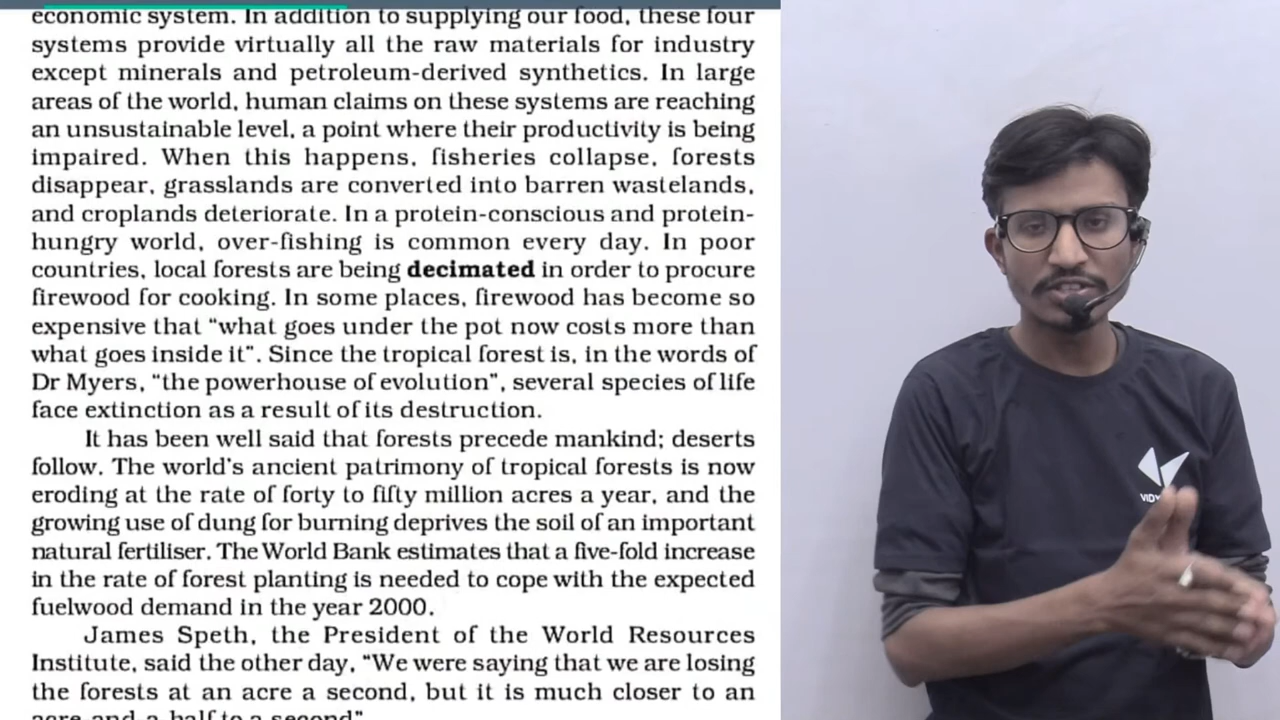 economic system. In addition to supplying our food, these four
systems provide virtually all the raw materials for industry
except minerals and petroleum-derived synthetics. In large
areas of the world, human claims on these systems are reaching
an unsustainable level, a point where their productivity is being
impaired. When this happens, fisheries collapse, forests
disappear, grasslands are converted into barren wastelands,
and croplands deteriorate. In a protein-conscious and protein-
hungry world, over-fishing is common every day. In poor
countries, local forests are being decimated in order to procure
firewood for cooking. In some places, firewood has become so
expensive that “what goes under the pot now costs more than
what goes inside it”. Since the tropical forest is, in the words of
Dr Myers, “the powerhouse of evolution”, several species of life
face extinction as a result of its destruction.
It has been well said that forests precede mankind; deserts
follow. The world’s ancient patrimony of tropical forests is now
eroding at the rate of forty to fifty million acres a year, and the
growing use of dung for burning deprives the soil of an important
natural fertiliser. The World Bank estimates that a five-fold increase
in the rate of forest planting is needed to cope with the expected
fuelwood demand in the year 2000.
James Speth, the President of the World Resources
Institute, said the other day, “We were saying that we are losing
the forests at an acre a second, but it is much closer to an
acre-and-a-half to a second”